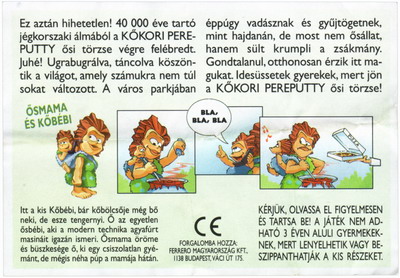 Ez aztán hihetetlen! 40 000 éve tartó
jégkorszaki álmából a KŐKORI PERE-
PUTTY ősi törzse végre felébredt.
Juhé! Ugrabugrálva, táncolva köszön-
tik a világot, amely számukra nem túl
sokat változott. A város parkjában
éppúgy vadásznak és gyűjtögetnek,
mint hajdanán, de most nem ősállat,
hanem sült krumpli a zsákmány.
Gondtalanul, otthonosan érzik itt ma-
gukat. Idesüssetek gyerekek, mert jön
a KŐKORI PEREPUTTY ősi törzse!
ŐSMAMA
ÉS KŐBÉBI
BLA,
BLA, BLA
Itt a kis Kőbébi, bár kőbölcsője még bő
neki, de esze tengernyi. Ő az egyetlen
ősbébi, aki a modern technika agyafúrt
masináit igazán ismeri. Ősmama öröme
és büszkesége ő, ki egy csiszolatlan gyé-
mánt, de mégis néha púp a mamája hátán.
CE
FORGALOMBA HOZZA:
FERRERO MAGYARORSZÁG KFT.,
1138 BUDAPEST, VÁCI ÚT 175.
KÉRJÜK, OLVASSA EL FIGYELMESEN
ÉS TARTSA BE! A JÁTÉK NEM AD-
HATÓ 3 ÉVEN ALULI GYERMEKEK-
NEK, MERT LENYELHETIK VAGY BE-
SZIPPANTHATJÁK A KIS RÉSZEKET.